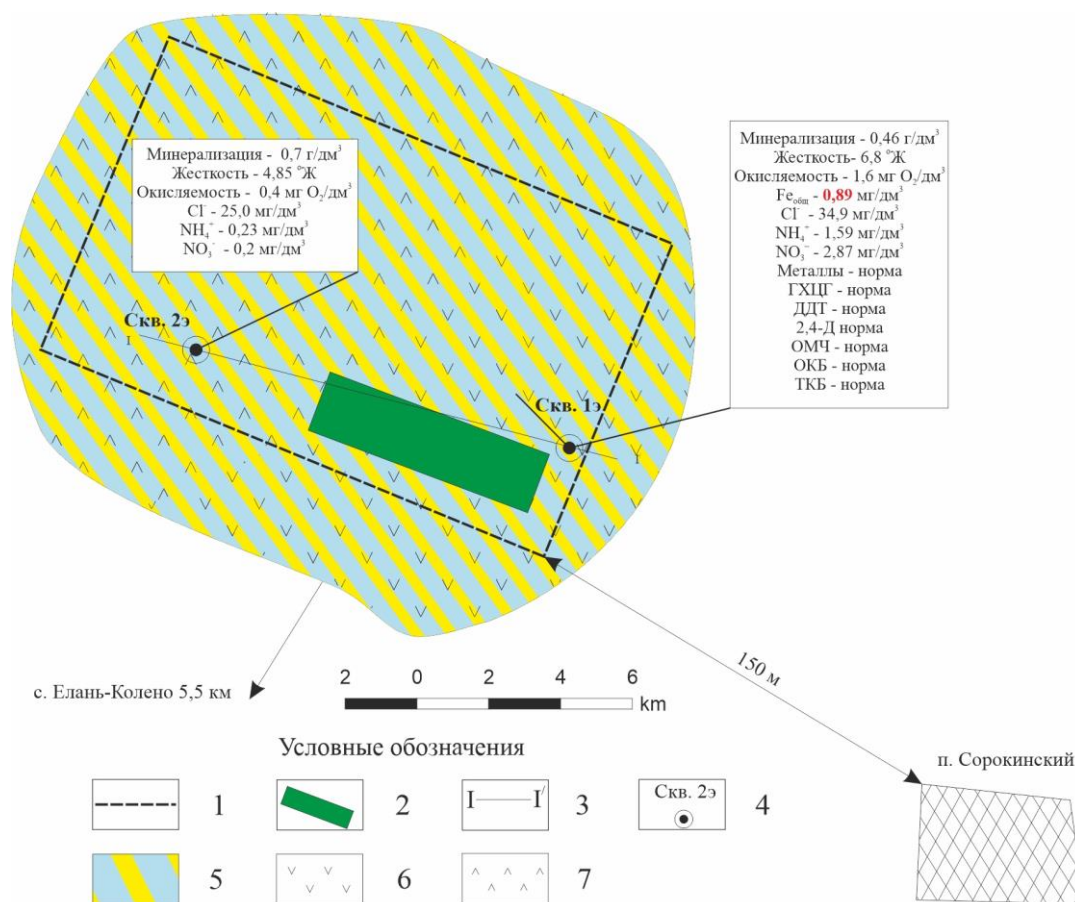 Минерализация - 0,7 г/дм³
Жесткость - 4,85 °Ж
Окисляемость - 0,4 мг O₂/дм³
Cl⁻ - 25,0 мг/дм³
NH₄⁺ - 0,23 мг/дм³
NO₃⁻ - 0,2 мг/дм³
Минерализация - 0,46 г/дм³
Жесткость- 6,8 °Ж
Окисляемость - 1,6 мг O₂/дм³
Fe общ - 0,89 мг/дм³
Cl⁻ - 34,9 мг/дм³
NH₄⁺ - 1,59 мг/дм³
NO₃⁻ - 2,87 мг/дм³
Металлы - норма
ГХЦГ - норма
ДДТ - норма
2,4-Д норма
ОМЧ - норма
ОКБ - норма
ТКБ - норма
Скв. 2э
I
Скв. 1э
I
150 м
с. Елань-Колено 5,5 км
2 0 2 4 6
km
п. Сорокинский
Условные обозначения
1
2
I I/ 3
Скв. 2э 4
5
6
7